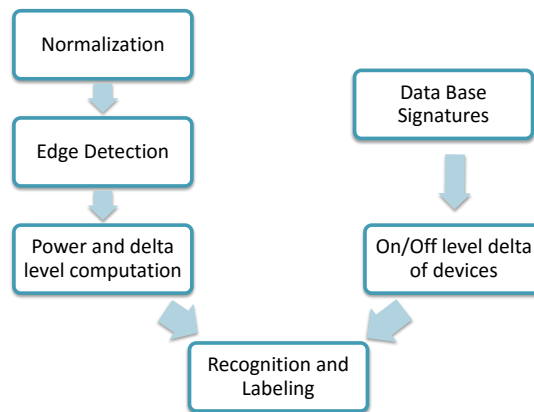 Normalization
Edge Detection
Power and delta
level computation
Data Base
Signatures
On/Off level delta
of devices
Recognition and
Labeling